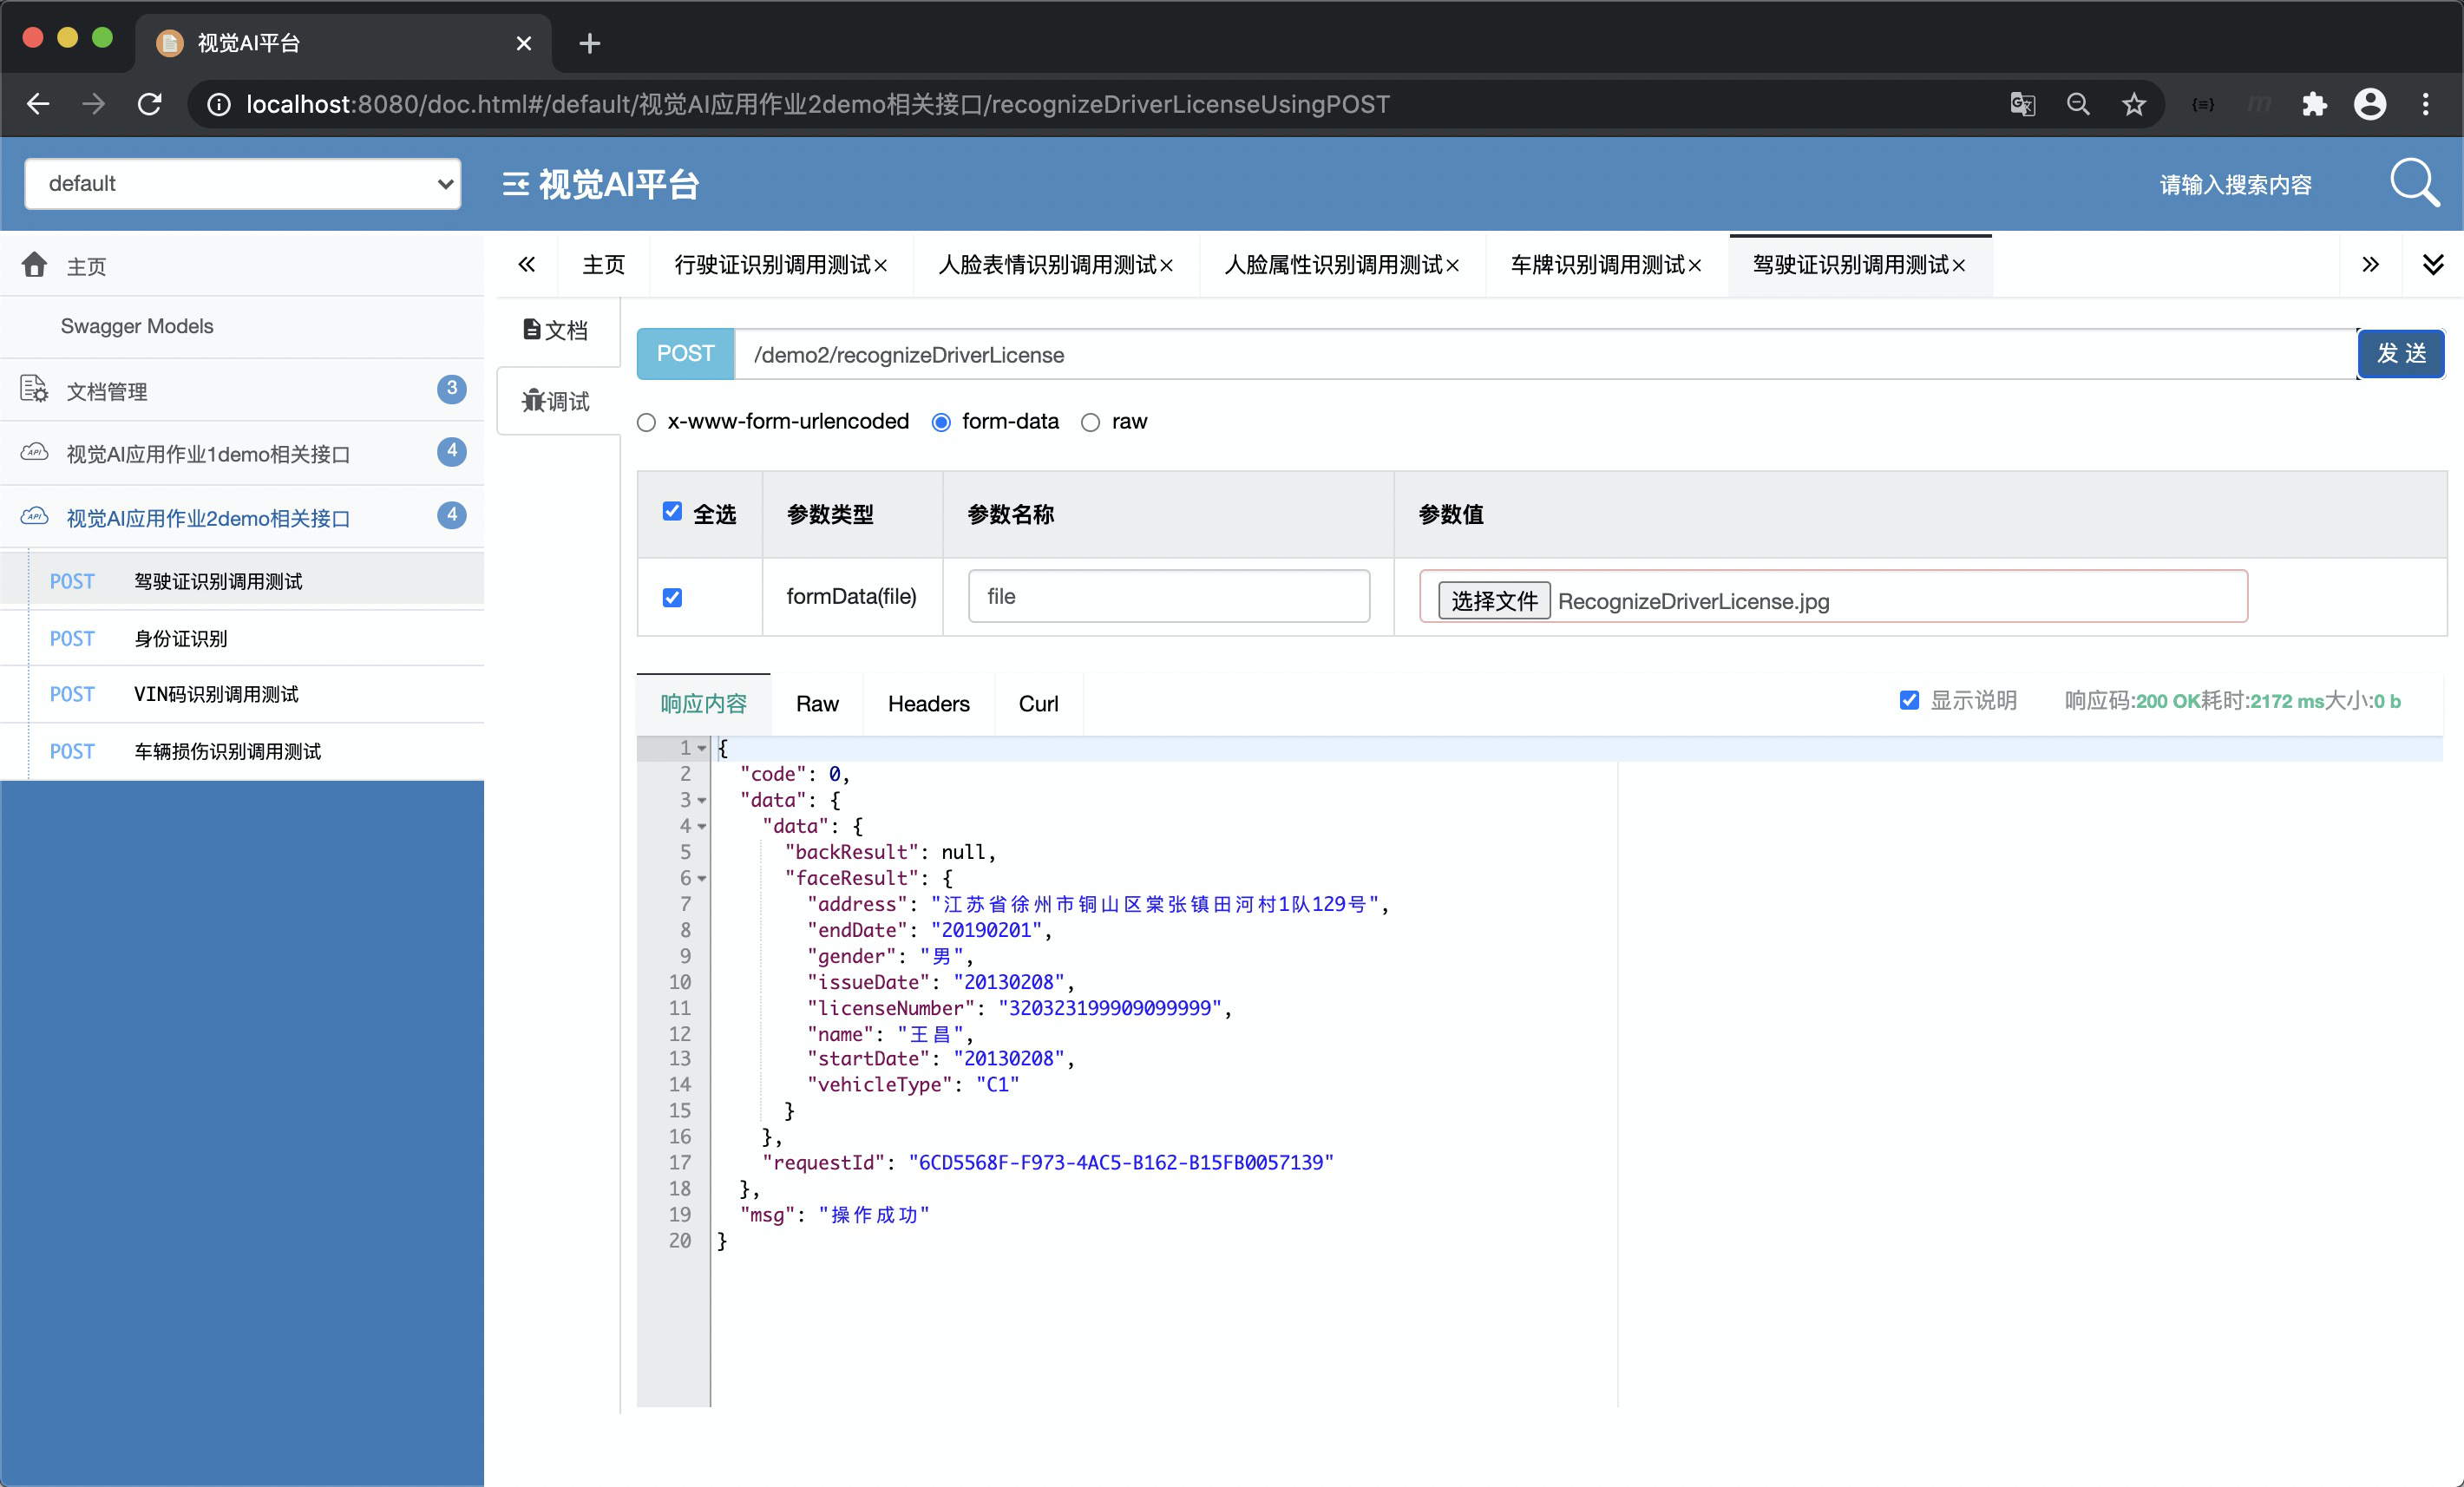 视觉AI平台
localhost:8080/doc.html#/default/视觉AI应用作业2demo相关接口/recognizeDriverLicenseUsingPOST
default
视觉AI平台
请输入搜索内容
主页
Swagger Models
文档管理 3
视觉AI应用作业1demo相关接口 4
视觉AI应用作业2demo相关接口 4
POST 驾驶证识别调用测试
POST 身份证识别
POST VIN码识别调用测试
POST 车辆损伤识别调用测试
主页 行驶证识别调用测试× 人脸表情识别调用测试× 人脸属性识别调用测试× 车牌识别调用测试× 驾驶证识别调用测试×
文档
调试
POST /demo2/recognizeDriverLicense 发 送
x-www-form-urlencoded form-data raw
全选 参数类型 参数名称 参数值
formData(file) file 选择文件 RecognizeDriverLicense.jpg
响应内容 Raw Headers Curl 显示说明 响应码:200 OK耗时:2172 ms大小:0 b
1 {
2 "code": 0,
3 "data": {
4 "data": {
5 "backResult": null,
6 "faceResult": {
7 "address": "江苏省徐州市铜山区棠张镇田河村1队129号",
8 "endDate": "20190201",
9 "gender": "男",
10 "issueDate": "20130208",
11 "licenseNumber": "320323199909099999",
12 "name": "王昌",
13 "startDate": "20130208",
14 "vehicleType": "C1"
15 }
16 },
17 "requestId": "6CD5568F-F973-4AC5-B162-B15FB0057139"
18 },
19 "msg": "操作成功"
20 }